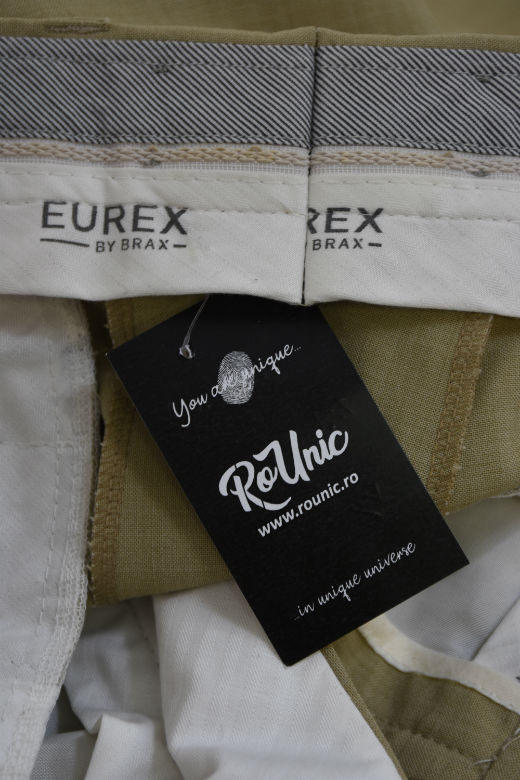 EUREX
BY BRAX
REX
BRAX
You are unique...
RoUnic
www.rounic.ro
...in unique universe